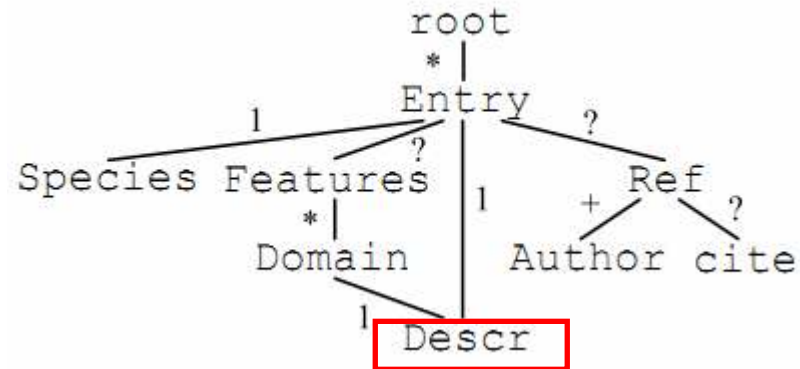 root
*
Entry
1 ? 1 ?
Species Features Ref
* + ?
Domain Author cite
1
Descr